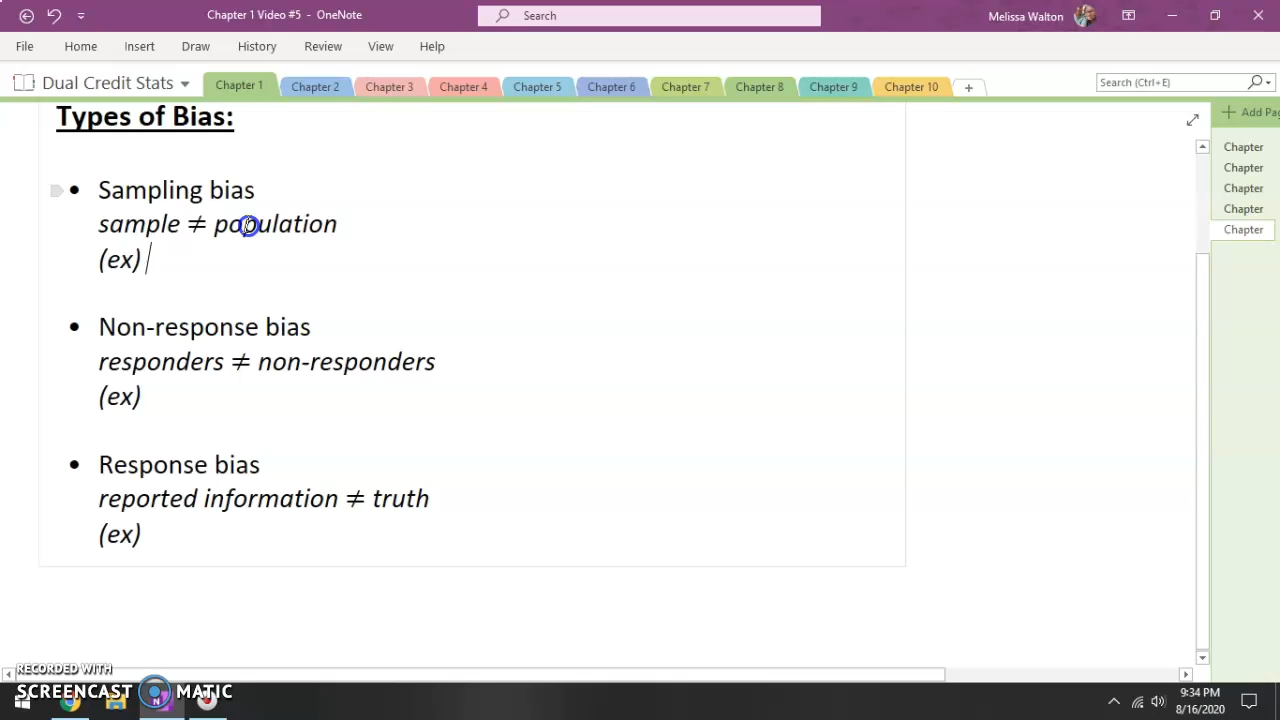 Chapter 1 Video #5 - OneNote
Search
Melissa Walton
File Home Insert Draw History Review View Help
Dual Credit Stats
Chapter 1 Chapter 2 Chapter 3 Chapter 4 Chapter 5 Chapter 6 Chapter 7 Chapter 8 Chapter 9 Chapter 10 +
Search (Ctrl+E)
+ Add Pag
Chapter
Chapter
Chapter
Chapter
Chapter
Types of Bias:
• Sampling bias
sample ≠ population
(ex)
• Non-response bias
responders ≠ non-responders
(ex)
• Response bias
reported information ≠ truth
(ex)
RECORDED WITH
SCREENCAST MATIC
9:34 PM
8/16/2020